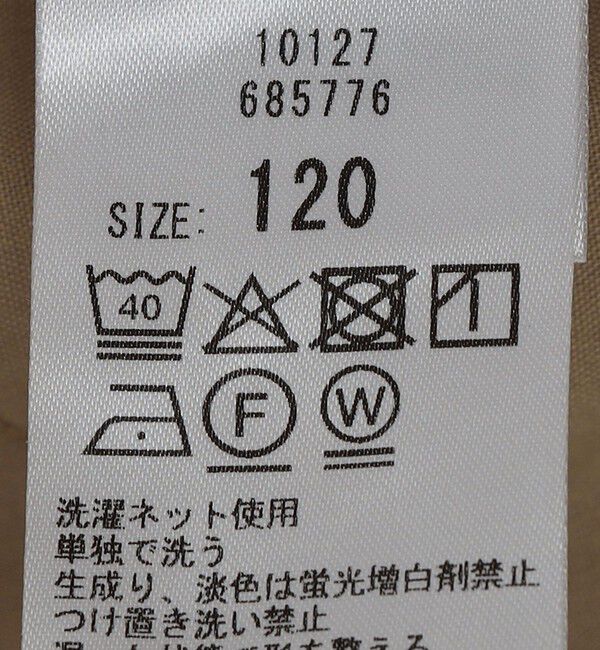 10127
685776
SIZE: 120
40
F W
洗濯ネット使用
単独で洗う
生成り、淡色は蛍光増白剤禁止
つけ置き洗い禁止